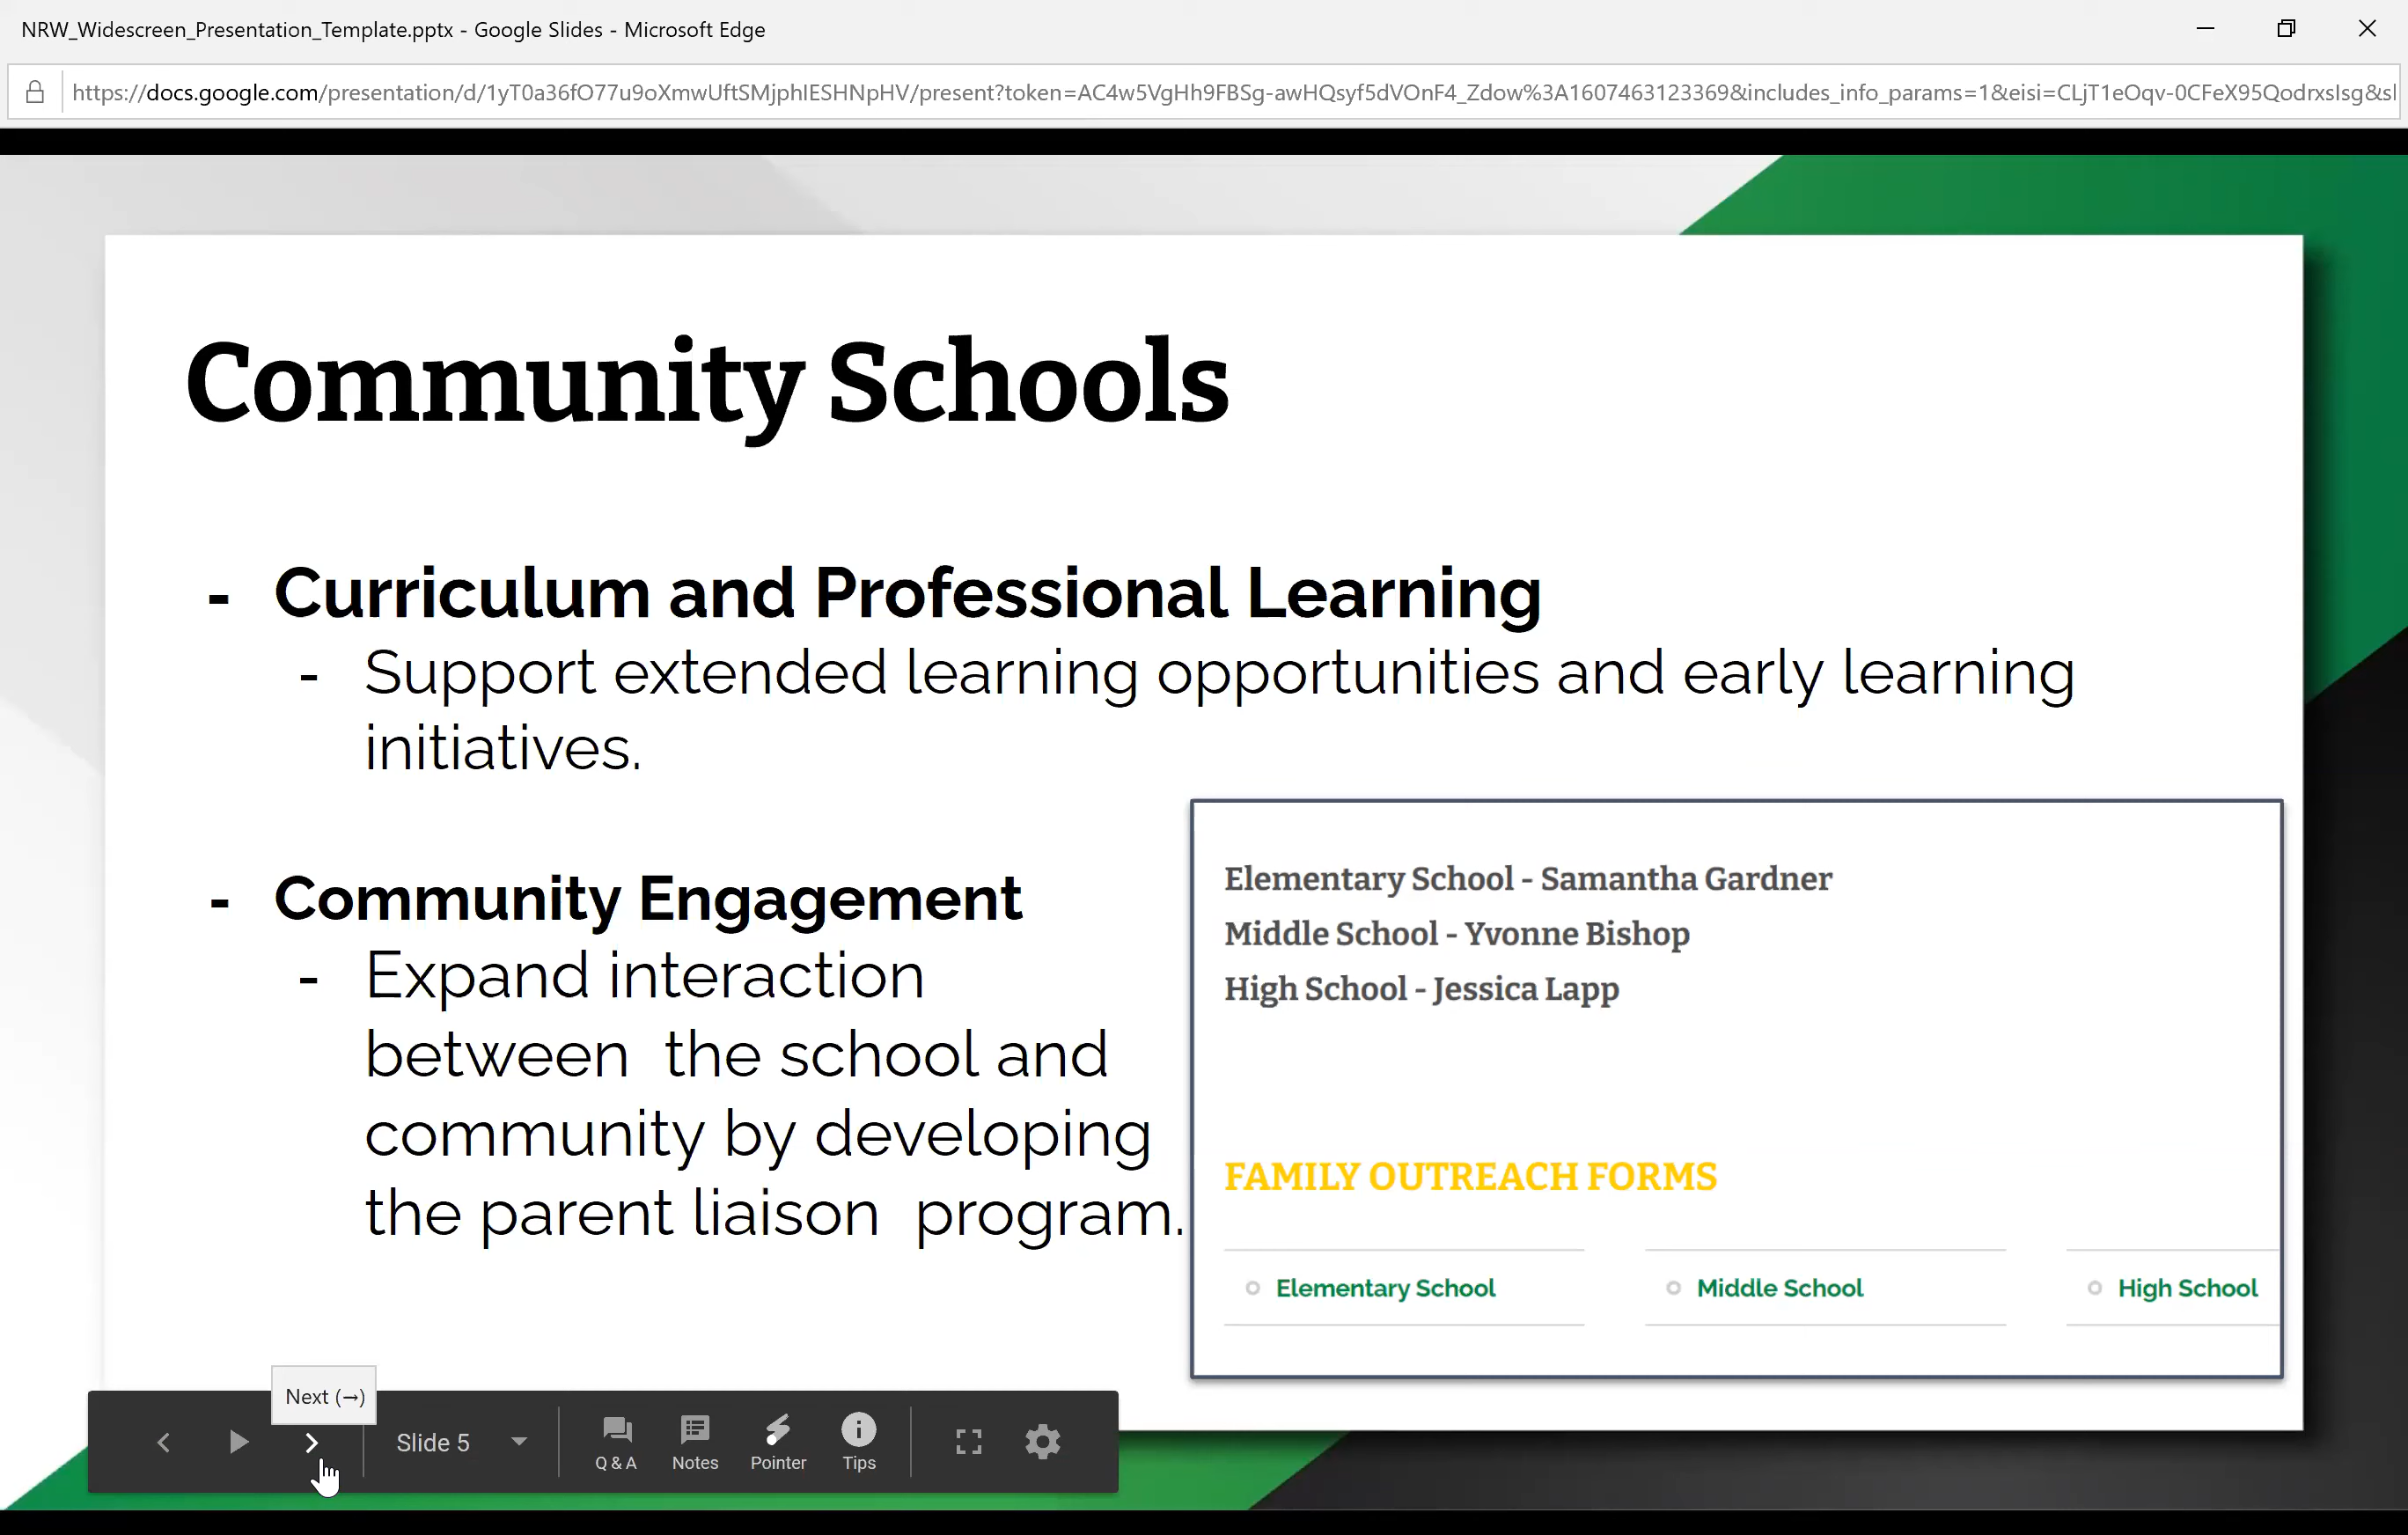 NRW_Widescreen_Presentation_Template.pptx - Google Slides - Microsoft Edge
https://docs.google.com/presentation/d/1yT0a36fO77u9oXmwUftSMjphIESHNpHV/present?token=AC4w5VgHh9FBSg-awHQsyf5dVOnF4_Zdow%3A1607463123369&includes_info_params=1&eisi=CLjT1eOqv-0CFeX95QodrxsIsg&sl
Community Schools
- Curriculum and Professional Learning
- Support extended learning opportunities and early learning
initiatives.
- Community Engagement
- Expand interaction
between the school and
community by developing
the parent liaison program.
Elementary School - Samantha Gardner
Middle School - Yvonne Bishop
High School - Jessica Lapp
FAMILY OUTREACH FORMS
Elementary School
Middle School
High School
Next (→)
Slide 5
Q & A
Notes
Pointer
Tips